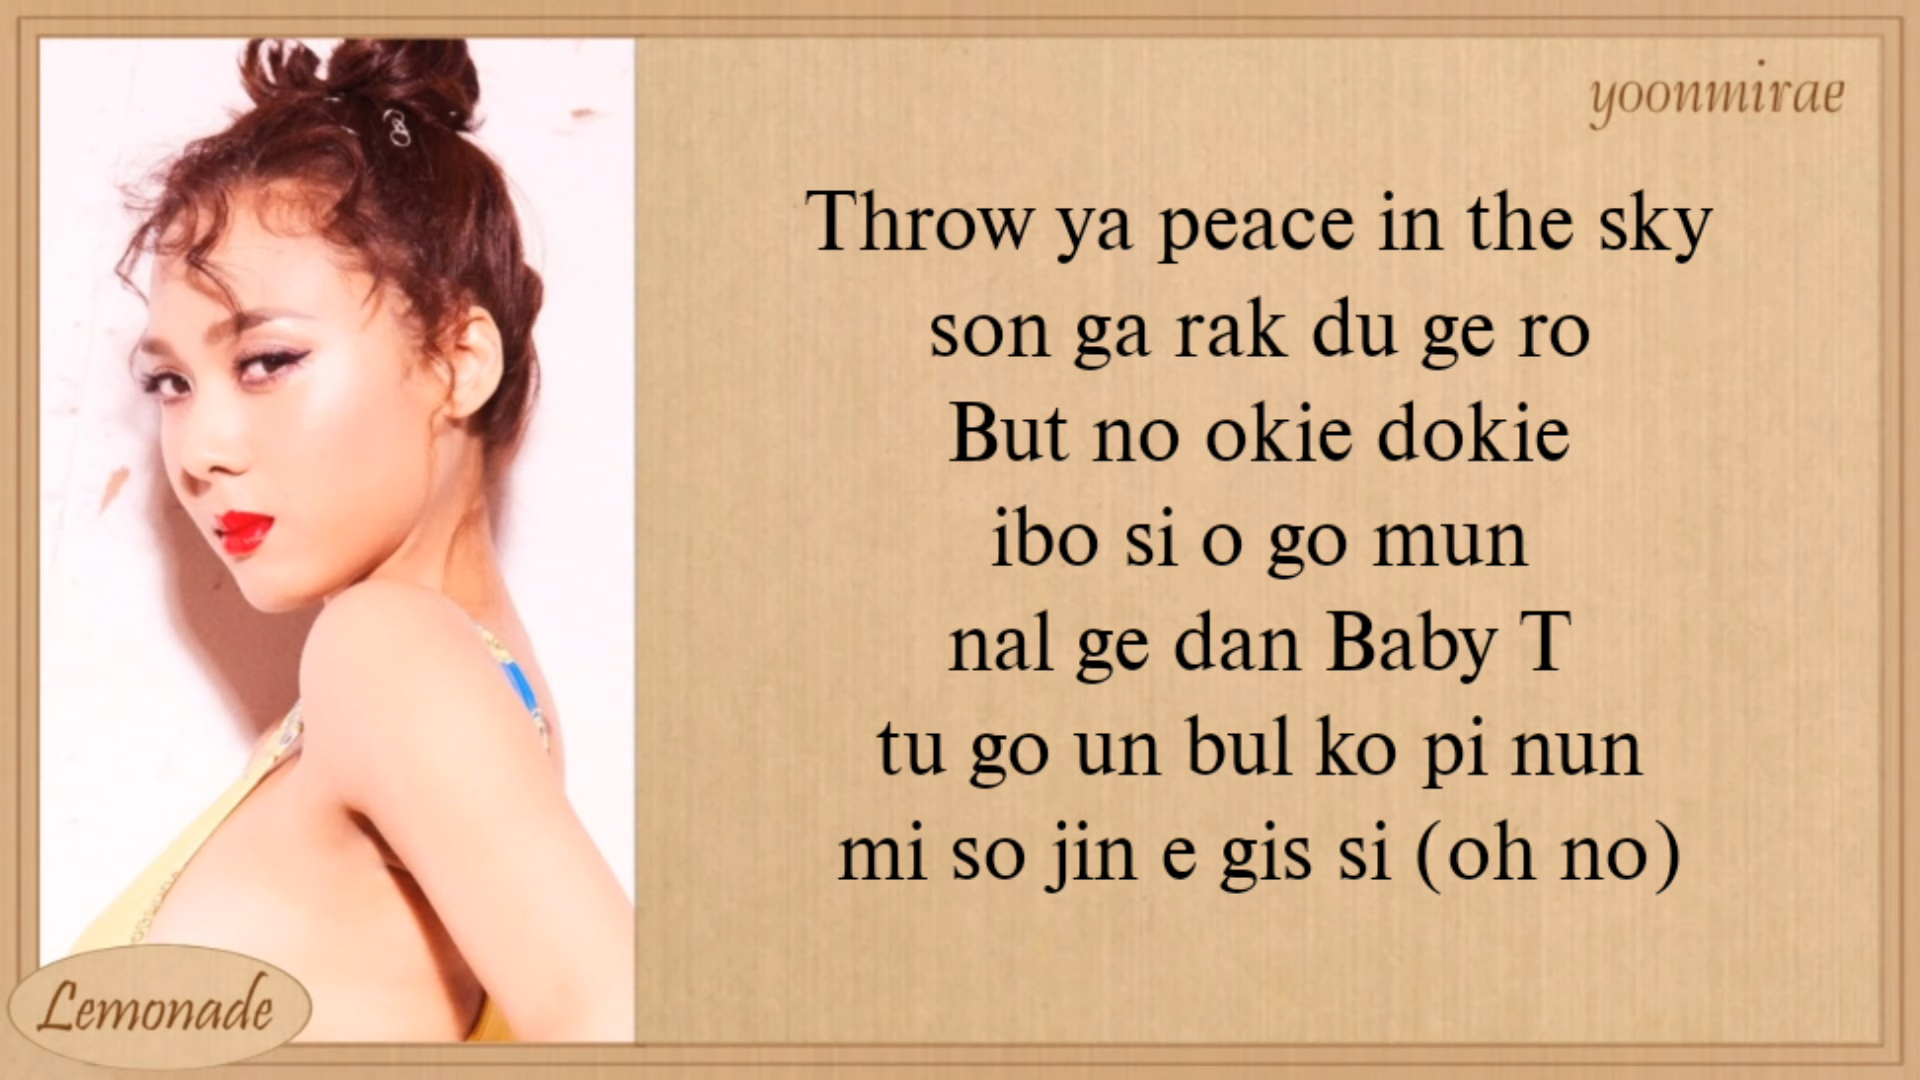 yoonmirae
Throw ya peace in the sky
son ga rak du ge ro
But no okie dokie
ibo si o go mun
nal ge dan Baby T
tu go un bul ko pi nun
mi so jin e gis si (oh no)
Lemonade